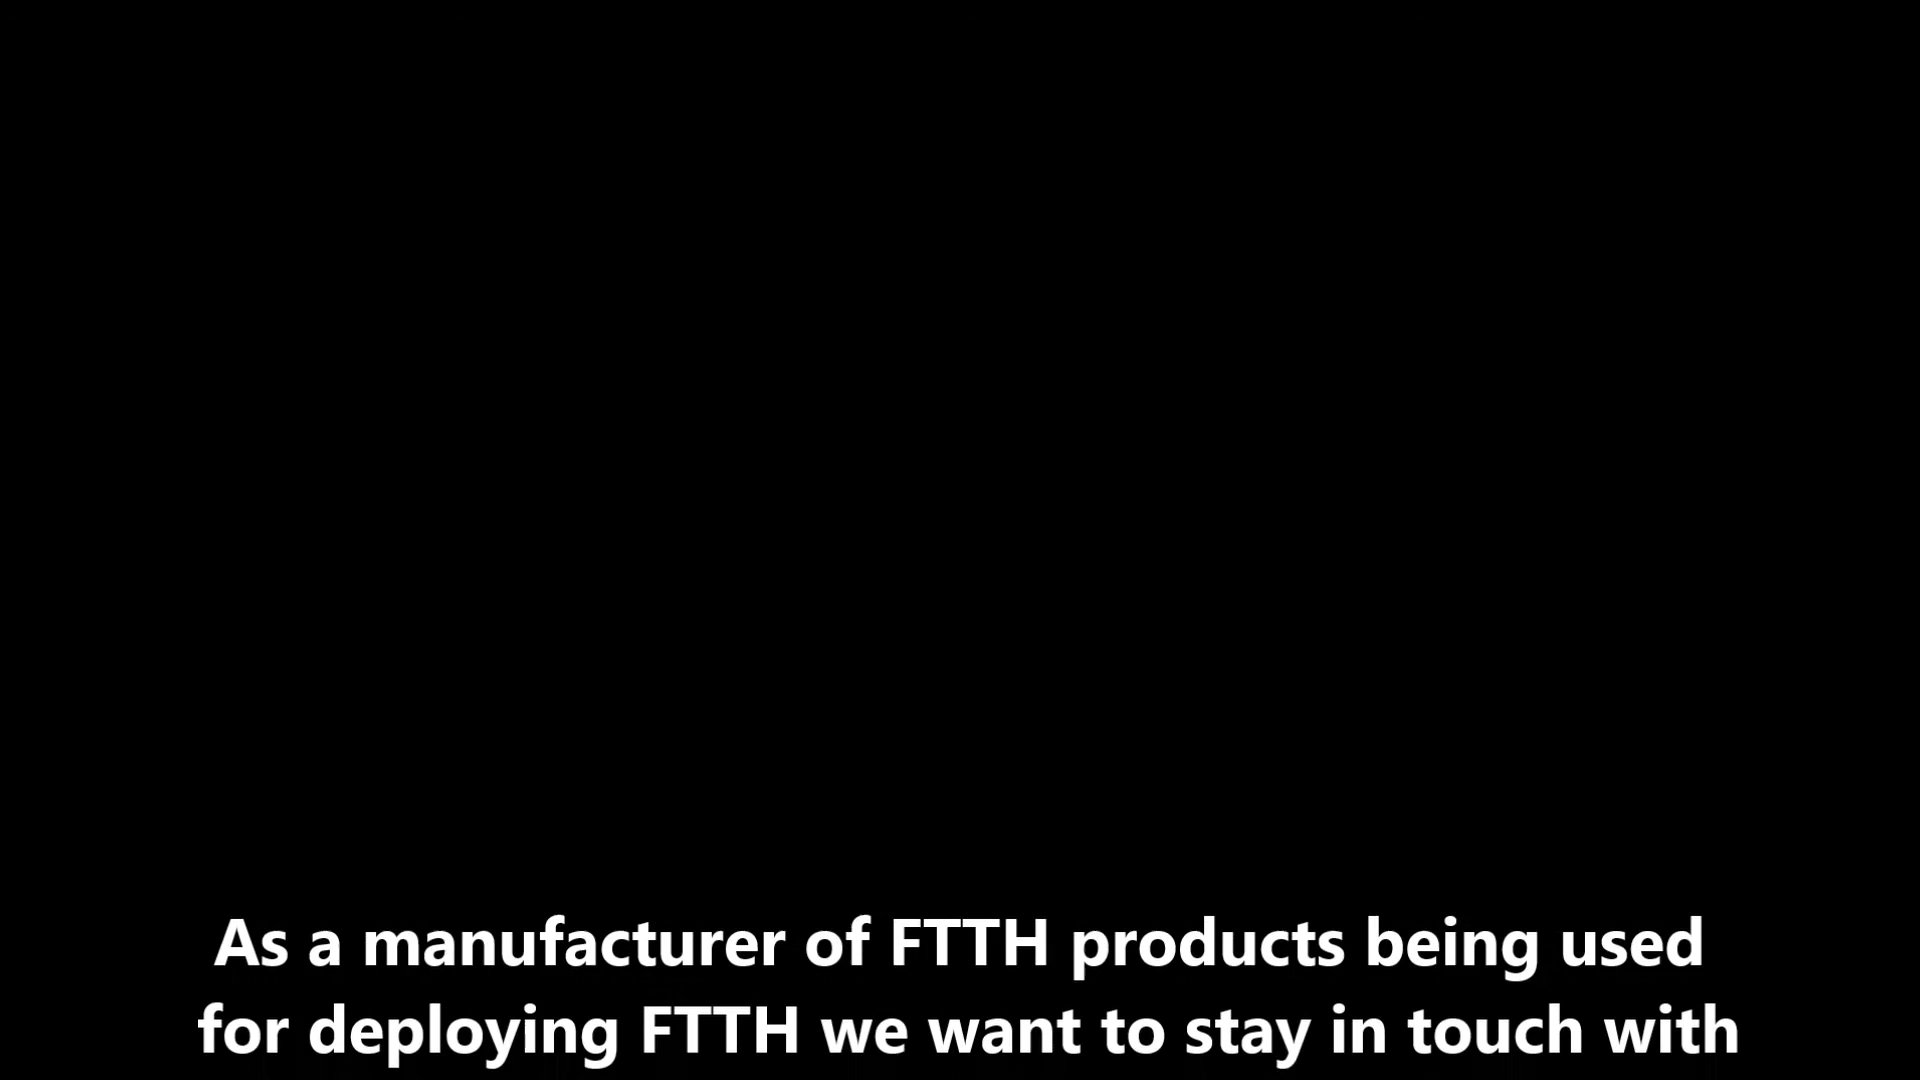 As a manufacturer of FTTH products being used
for deploying FTTH we want to stay in touch with